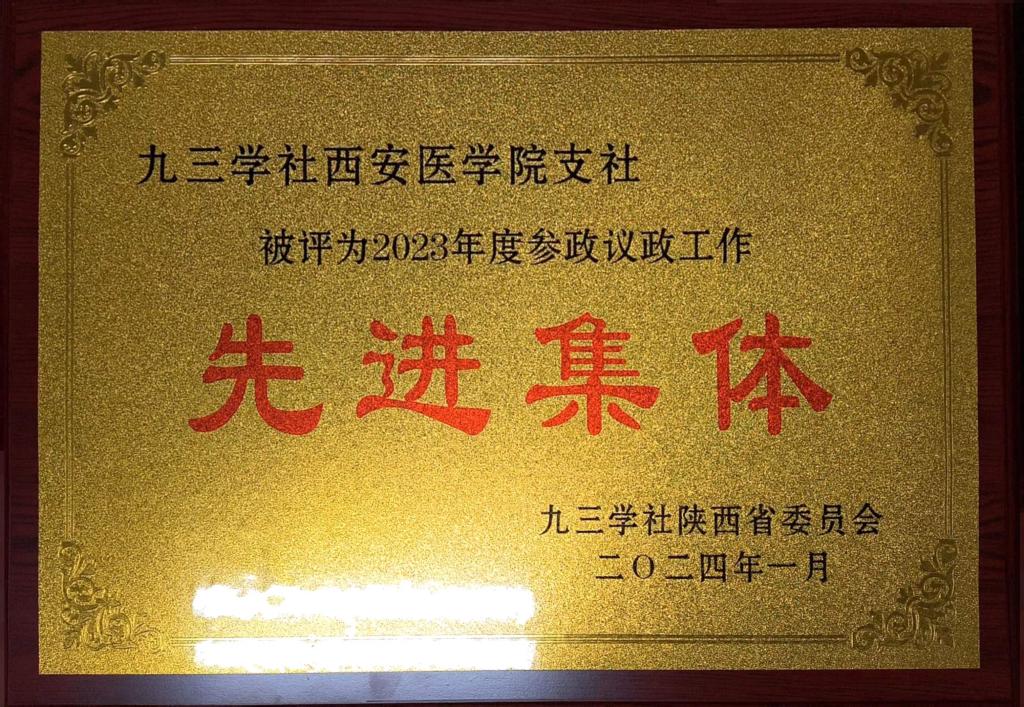 九三学社西安医学院支社
被评为2023年度参政议政工作
先进集体
九三学社陕西省委员会
二〇二四年一月